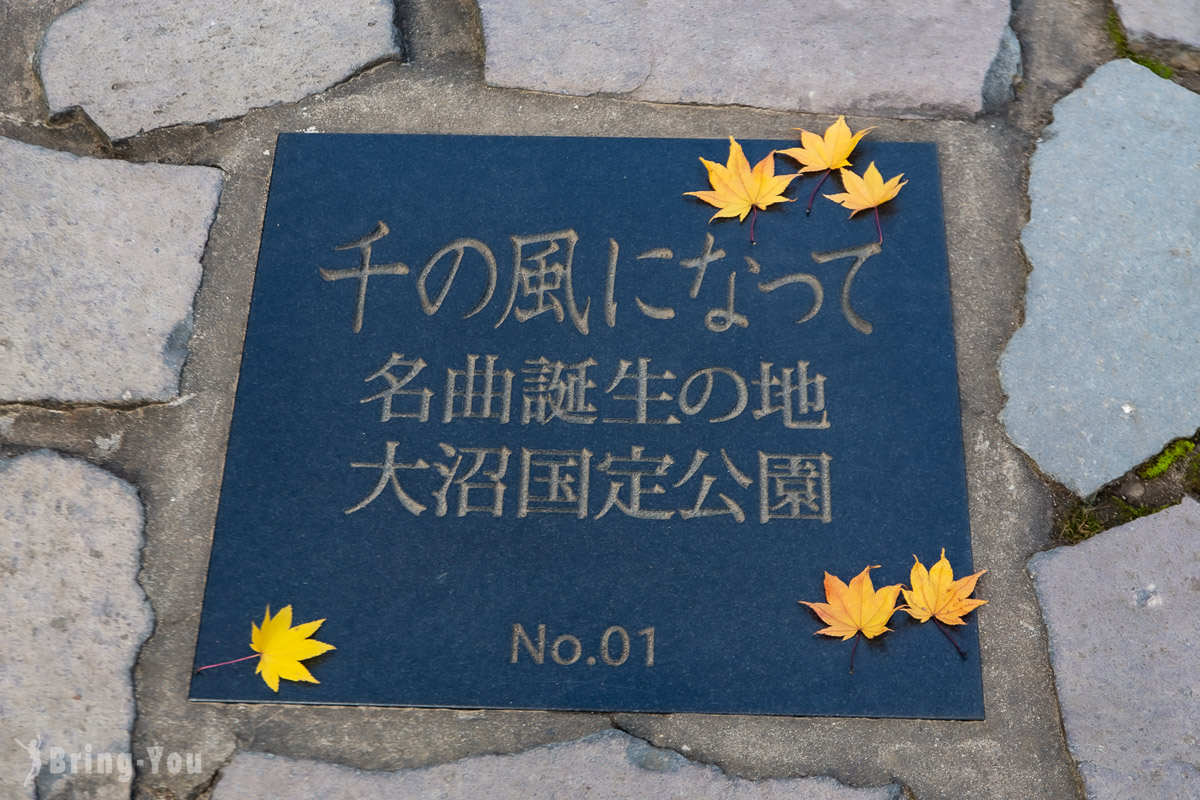 千の風になって
名曲誕生の地
大沼国定公園
No.01
Bring-You